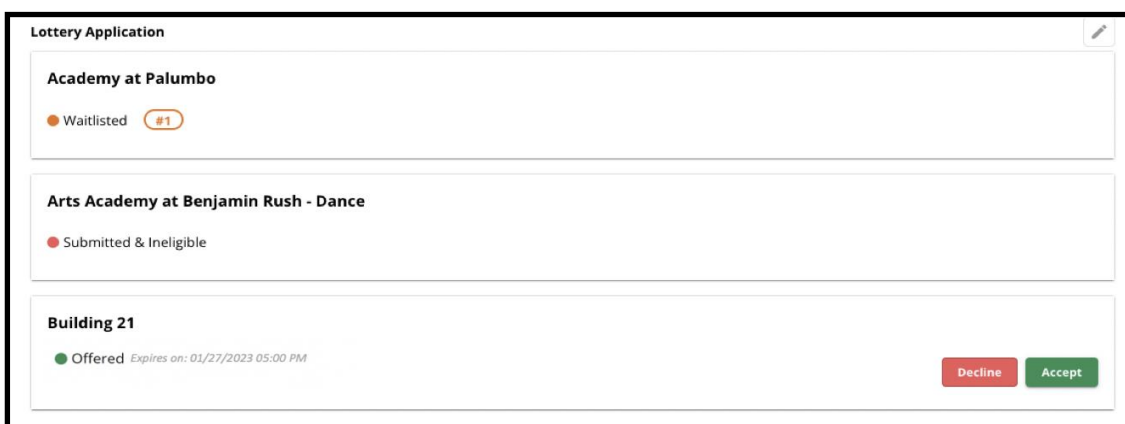 Lottery Application
Academy at Palumbo
Waitlisted #1
Arts Academy at Benjamin Rush - Dance
Submitted & Ineligible
Building 21
Offered Expires on: 01/27/2023 05:00 PM
Decline Accept